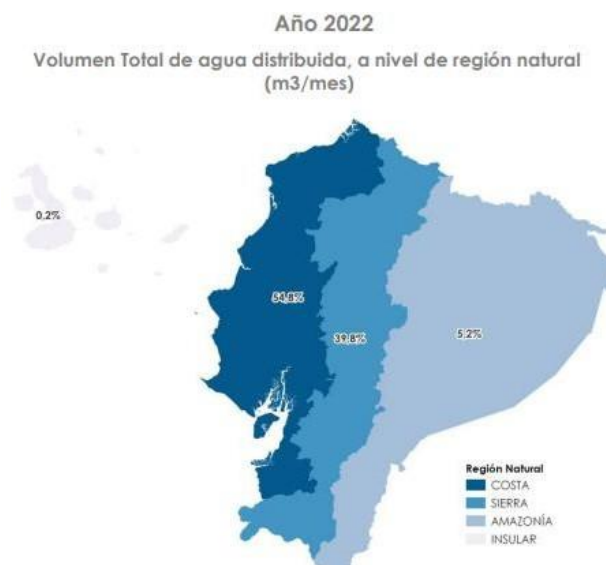 Año 2022
Volumen Total de agua distribuida, a nivel de región natural
(m3/mes)
0,2%
54,8%
39,8%
5,2%
Región Natural
COSTA
SIERRA
AMAZONÍA
INSULAR